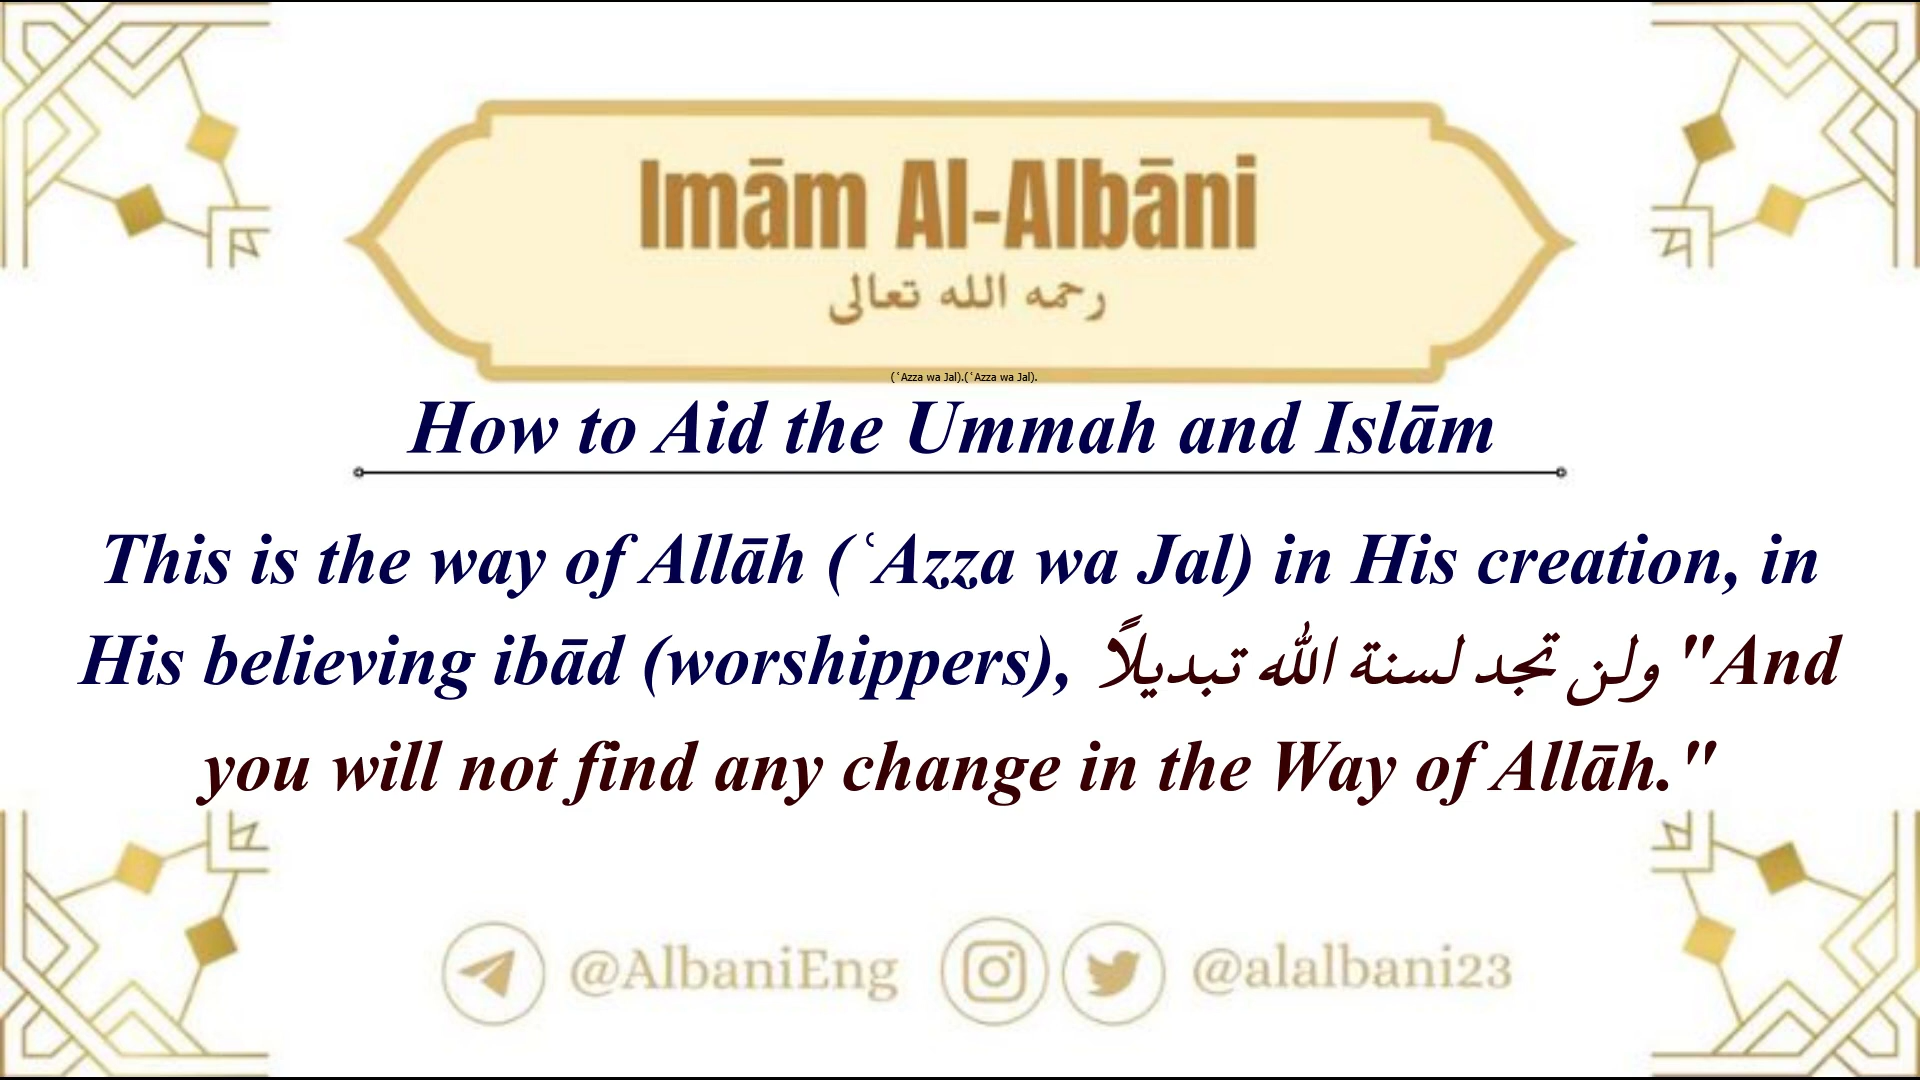 Imām Al-Albāni
رحمه الله تعالى
(ʿAzza wa Jal).(ʿAzza wa Jal).
How to Aid the Ummah and Islām
This is the way of Allāh (ʿAzza wa Jal) in His creation, in
His believing ibād (worshippers), ولن تجد لسنة الله تبديلاً "And
you will not find any change in the Way of Allāh."
@AlbaniEng @alalbani23